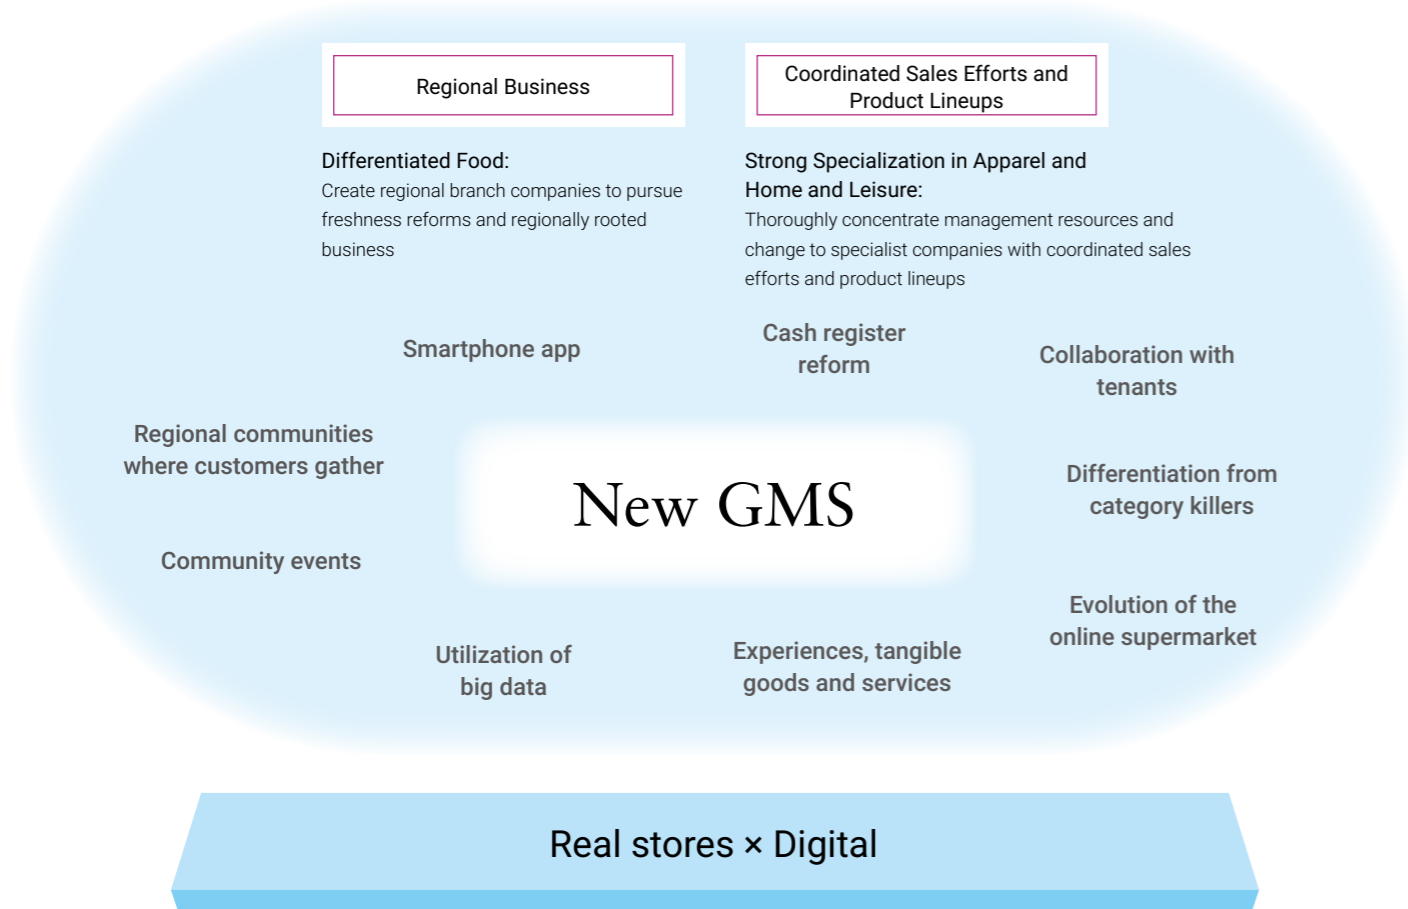 Regional Business
Coordinated Sales Efforts and
Product Lineups
Differentiated Food:
Create regional branch companies to pursue
freshness reforms and regionally rooted
business
Strong Specialization in Apparel and
Home and Leisure:
Thoroughly concentrate management resources and
change to specialist companies with coordinated sales
efforts and product lineups
Smartphone app
Cash register
reform
Collaboration with
tenants
Regional communities
where customers gather
Differentiation from
category killers
New GMS
Community events
Evolution of the
online supermarket
Utilization of
big data
Experiences, tangible
goods and services
Real stores × Digital